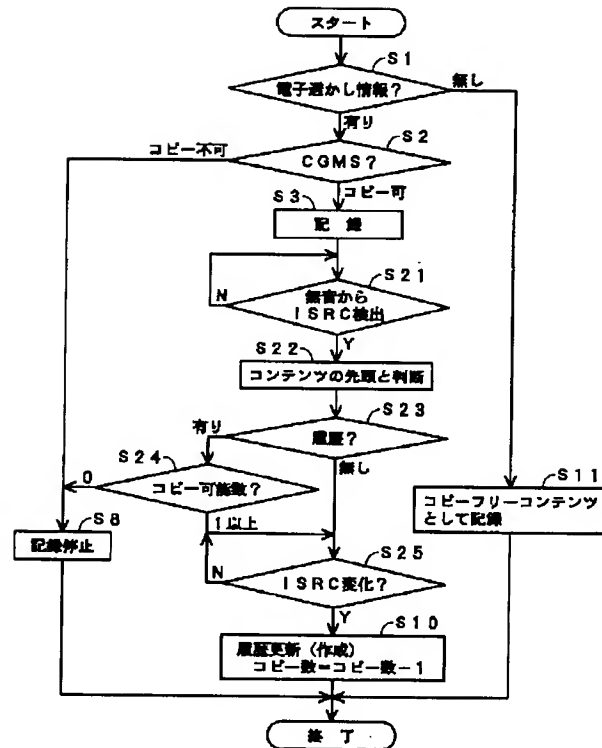 スタート
S1
電子透かし情報?
無し
有り
S2
コピー不可
CGMS?
コピー可
S3
記 録
S21
無音から
ISRC検出
N
Y
S22
コンテンツの先頭と判断
S23
有り
履歴?
S24
無し
0
コピー可能数?
S11
コピーフリーコンテンツ
として記録
S8
1以上
記録停止
S25
N
ISRC変化?
Y
S10
履歴更新(作成)
コピー数=コピー数-1
終 了